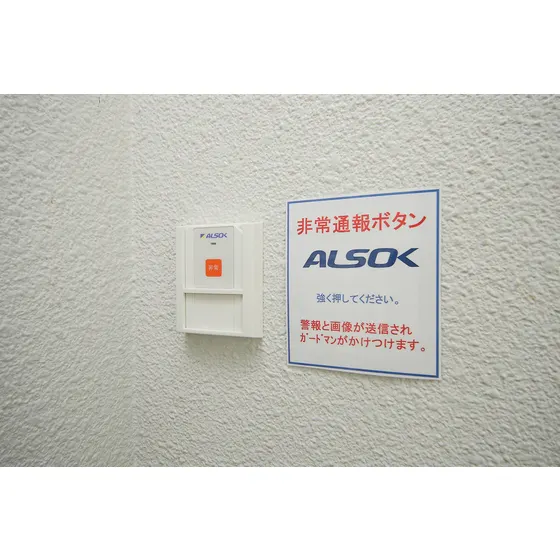 ALSOK
非常
非常通報ボタン
ALSOK
強く押してください。
警報と画像が送信され
ガードマンがかけつけます。